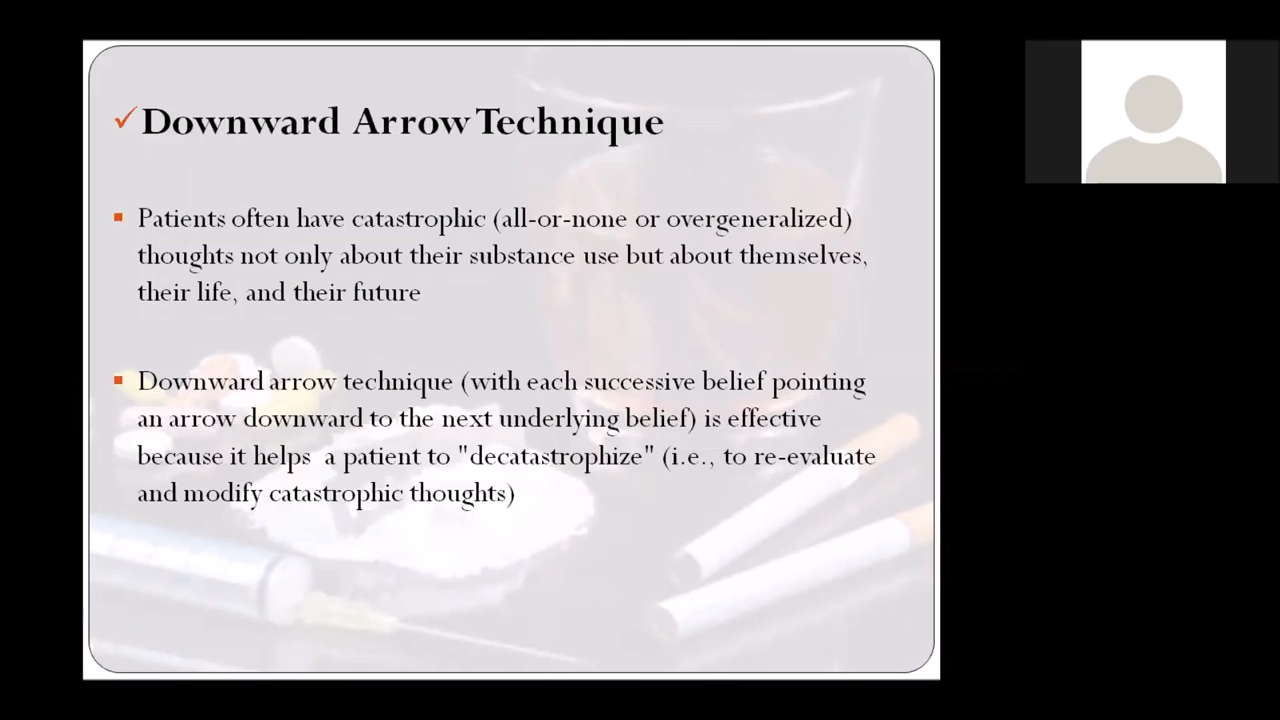 Downward Arrow Technique
Patients often have catastrophic (all-or-none or overgeneralized)
thoughts not only about their substance use but about themselves,
their life, and their future
Downward arrow technique (with each successive belief pointing
an arrow downward to the next underlying belief) is effective
because it helps a patient to "decatastrophize" (i.e., to re-evaluate
and modify catastrophic thoughts)